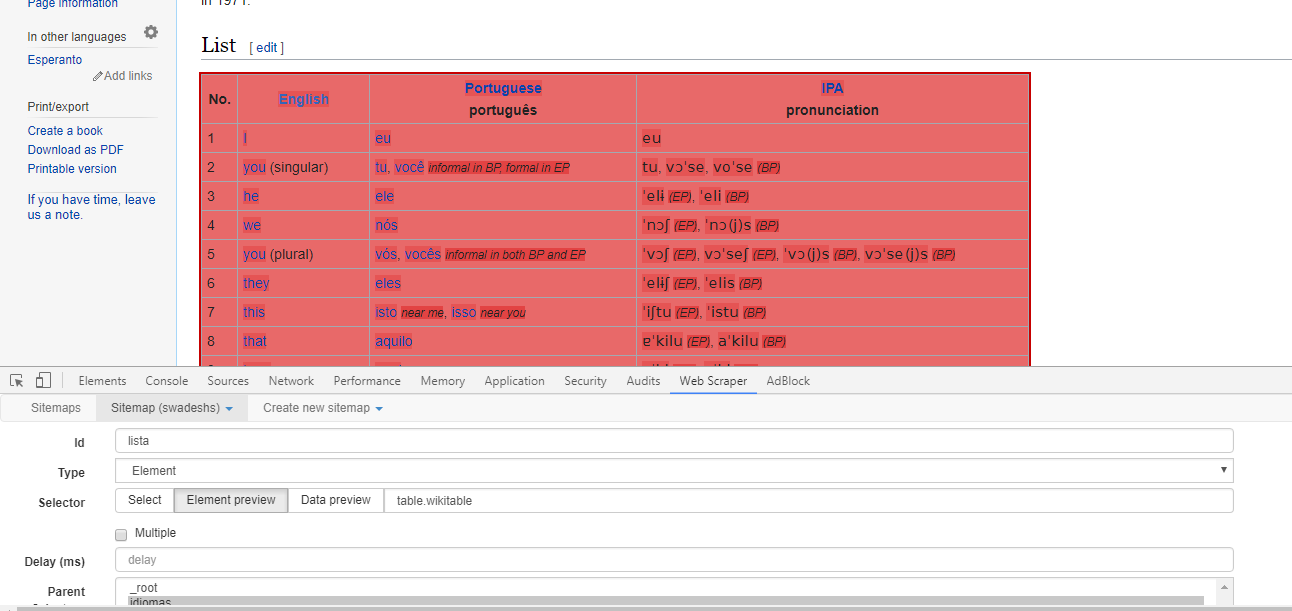 Page information
in 1971.
In other languages
Esperanto
Add links
Print/export
Create a book
Download as PDF
Printable version
If you have time, leave
us a note.
List [ edit ]
No. English Portuguese português IPA pronunciation
1 I eu eu
2 you (singular) tu, você informal in BP, formal in EP tu, vɔˈse, voˈse (BP)
3 he ele ˈelɨ (EP), ˈeli (BP)
4 we nós ˈnɔʃ (EP), ˈnɔ(j)s (BP)
5 you (plural) vós, vocês informal in both BP and EP ˈvɔʃ (EP), vɔˈseʃ (EP), ˈvɔ(j)s (BP), vɔˈse(j)s (BP)
6 they eles ˈelɨʃ (EP), ˈelis (BP)
7 this isto near me, isso near you ˈiʃtu (EP), ˈistu (BP)
8 that aquilo ɐˈkilu (EP), aˈkilu (BP)
Elements Console Sources Network Performance Memory Application Security Audits Web Scraper AdBlock
Sitemaps Sitemap (swadeshs) Create new sitemap
Id lista
Type Element
Selector Select Element preview Data preview table.wikitable
Multiple
Delay (ms) delay
Parent _root
idiomas